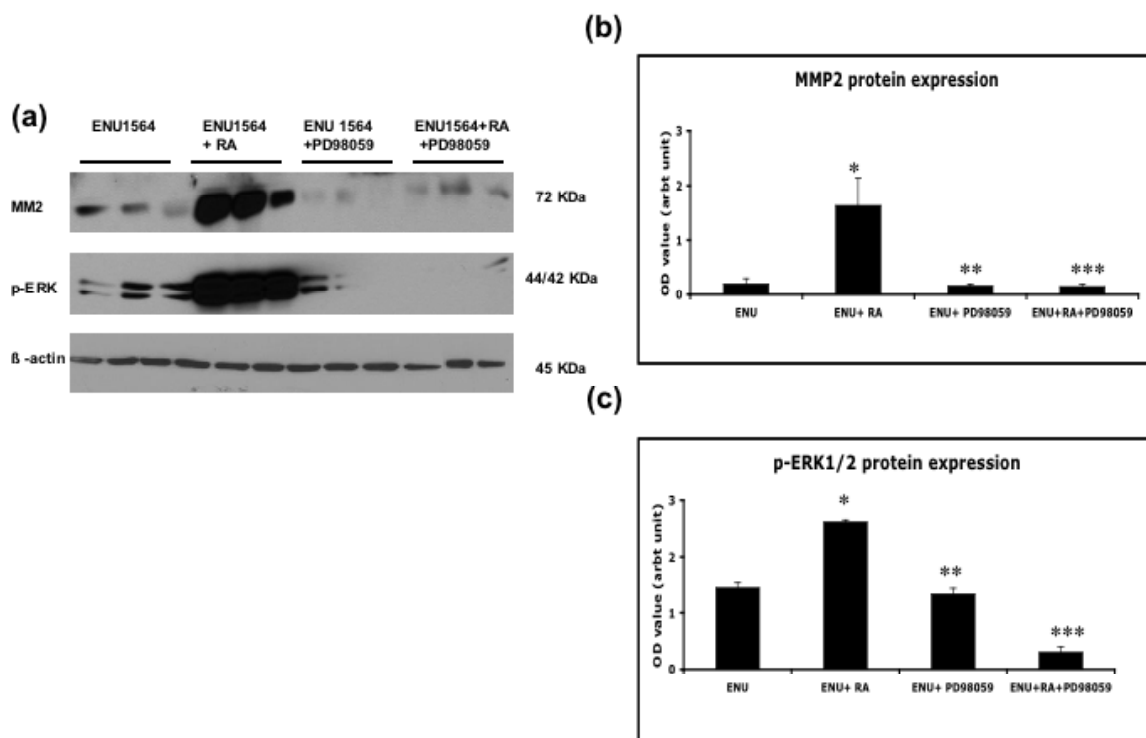 (a)
ENU1564
ENU1564
+ RA
ENU 1564
+PD98059
ENU1564+RA
+PD98059
MM2
72 KDa
p-ERK
44/42 KDa
ß -actin
45 KDa
(b)
MMP2 protein expression
OD value (arbt unit)
3
2
1
0
*
**
***
ENU
ENU+ RA
ENU+ PD98059
ENU+RA+PD98059
(c)
p-ERK1/2 protein expression
OD value (arbt unit)
3
2
1
0
*
**
***
ENU
ENU+ RA
ENU+ PD98059
ENU+RA+PD98059